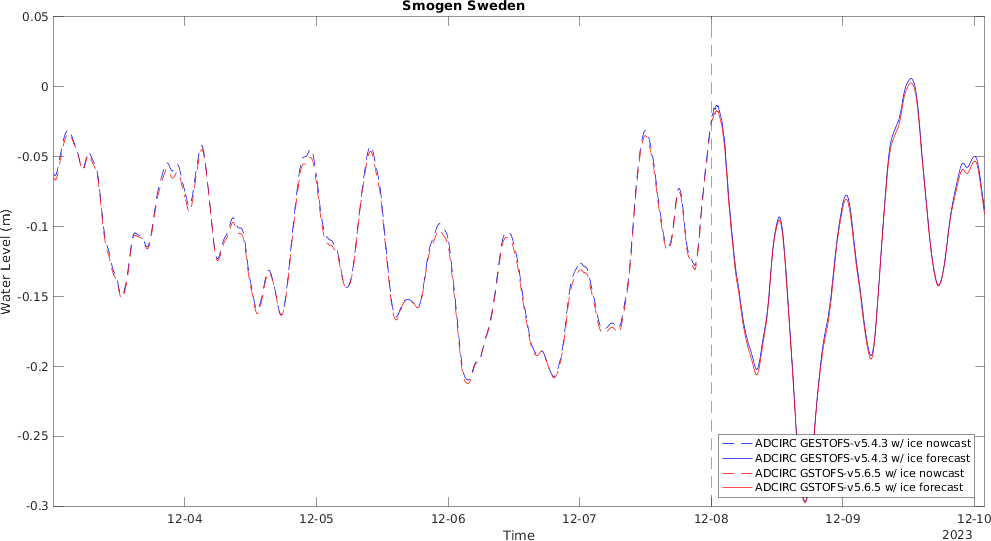 Smogen Sweden
0.05
0
-0.05
-0.1
-0.15
-0.2
-0.25
-0.3
Water Level (m)
12-04
12-05
12-06
12-07
12-08
12-09
12-10
Time
2023
ADCIRC GESTOFS-v5.4.3 w/ ice nowcast
ADCIRC GESTOFS-v5.4.3 w/ ice forecast
ADCIRC GSTOFS-v5.6.5 w/ ice nowcast
ADCIRC GSTOFS-v5.6.5 w/ ice forecast